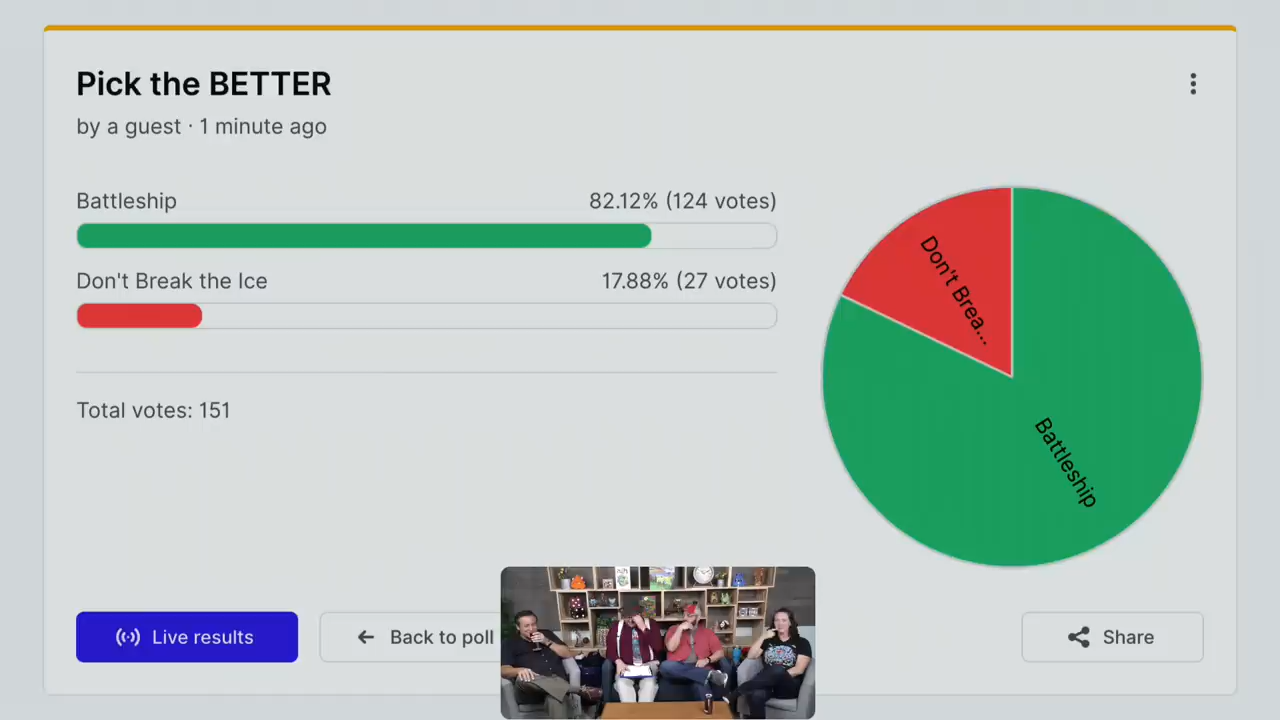 Pick the BETTER
by a guest · 1 minute ago
Battleship 82.12% (124 votes)
Don't Break the Ice 17.88% (27 votes)
Total votes: 151
Don't Brea...
Battleship
Live results
Back to poll
Share